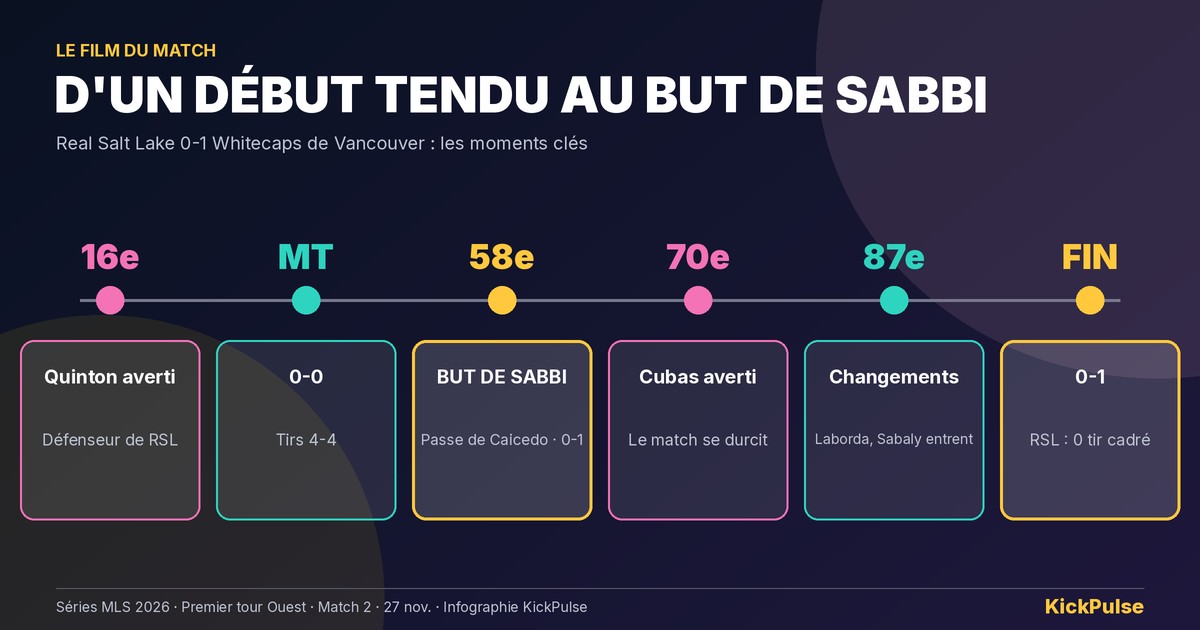 LE FILM DU MATCH
D'UN DÉBUT TENDU AU BUT DE SABBI
Real Salt Lake 0-1 Whitecaps de Vancouver : les moments clés
16e
MT
58e
70e
87e
FIN
Quinton averti
Défenseur de RSL
0-0
Tirs 4-4
BUT DE SABBI
Passe de Caicedo · 0-1
Cubas averti
Le match se durcit
Changements
Laborda, Sabaly entrent
0-1
RSL : 0 tir cadré
Séries MLS 2026 · Premier tour Ouest · Match 2 · 27 nov. · Infographie KickPulse
KickPulse